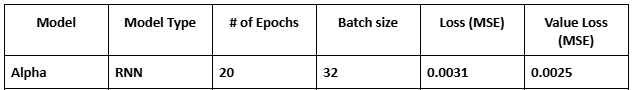 Model Model Type # of Epochs Batch size Loss (MSE) Value Loss
(MSE)
Alpha RNN 20 32 0.0031 0.0025